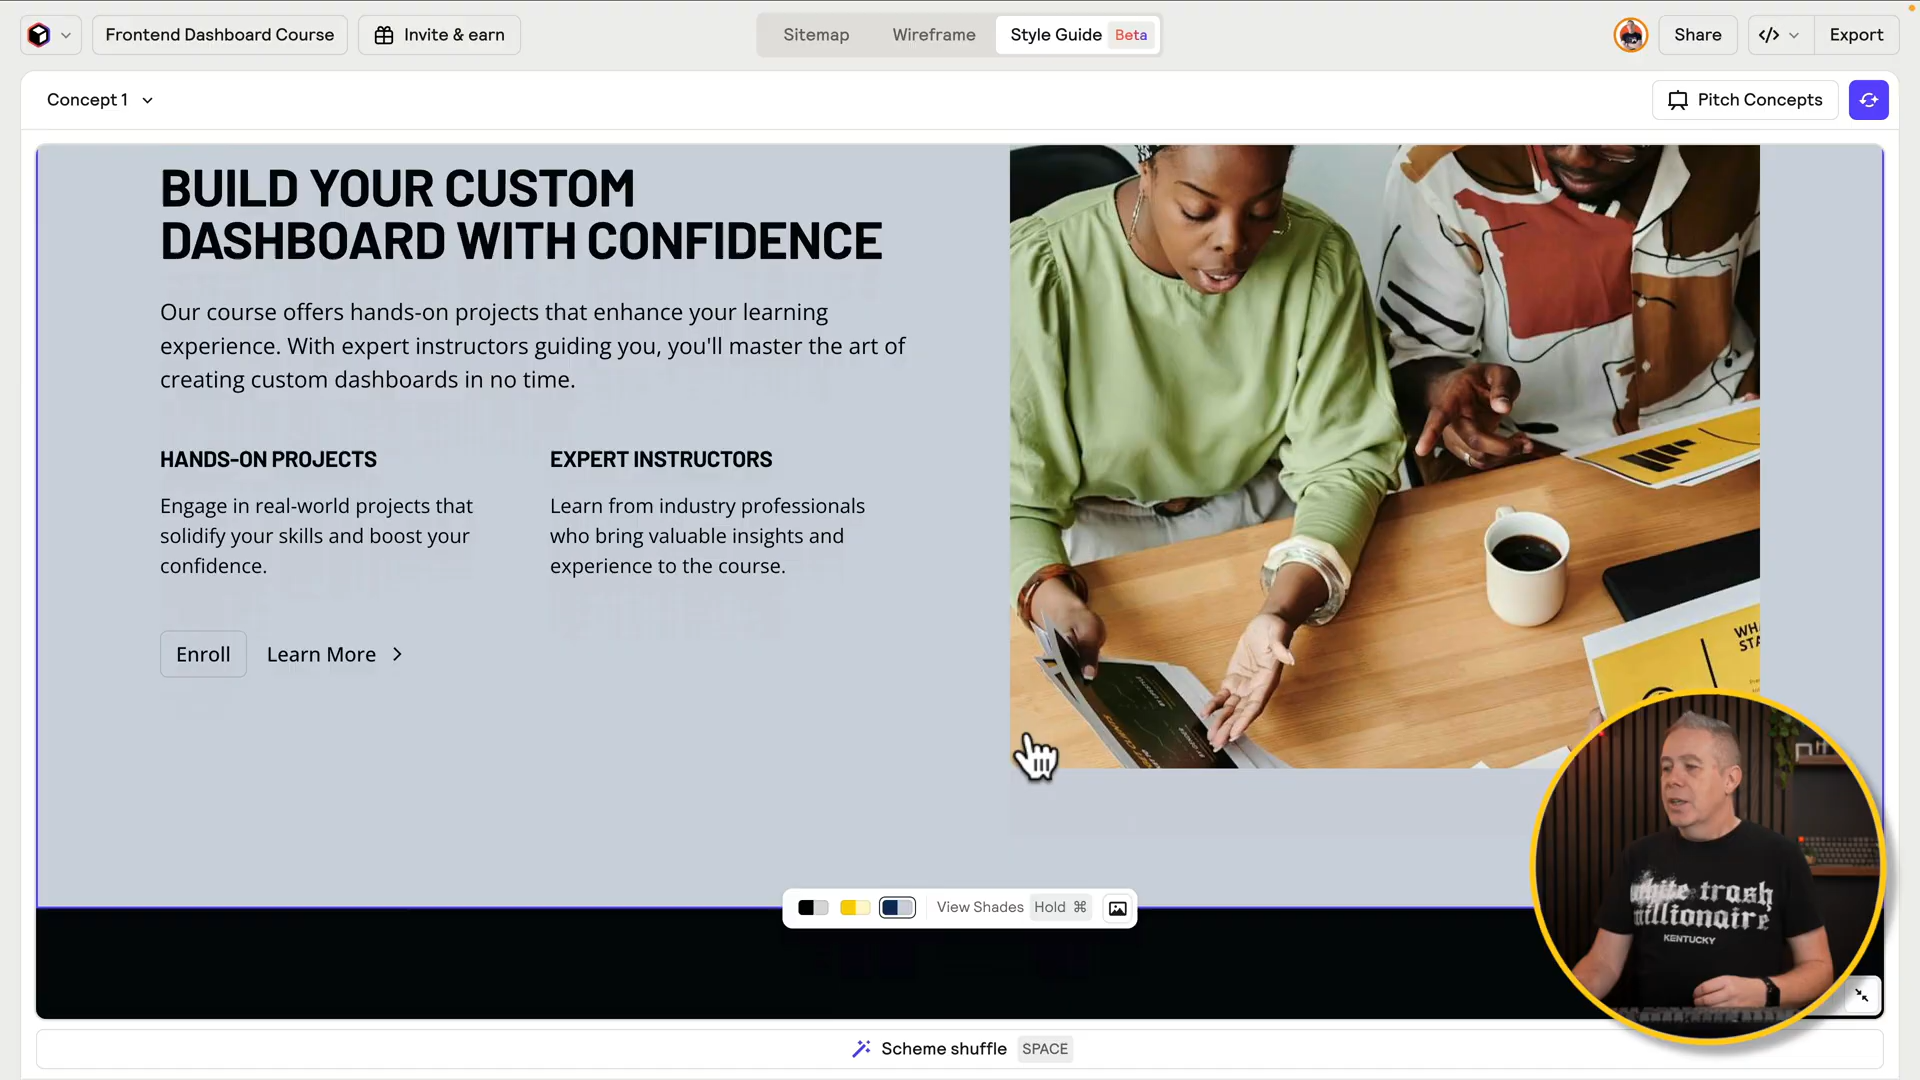 Frontend Dashboard Course
Invite & earn
Sitemap
Wireframe
Style Guide Beta
Share
Export
Concept 1
Pitch Concepts
BUILD YOUR CUSTOM
DASHBOARD WITH CONFIDENCE
Our course offers hands-on projects that enhance your learning
experience. With expert instructors guiding you, you'll master the art of
creating custom dashboards in no time.
HANDS-ON PROJECTS
EXPERT INSTRUCTORS
Engage in real-world projects that
solidify your skills and boost your
confidence.
Learn from industry professionals
who bring valuable insights and
experience to the course.
Enroll
Learn More
WHA
STA
white trash
millionaire
KENTUCKY
View Shades Hold ⌘
Scheme shuffle SPACE